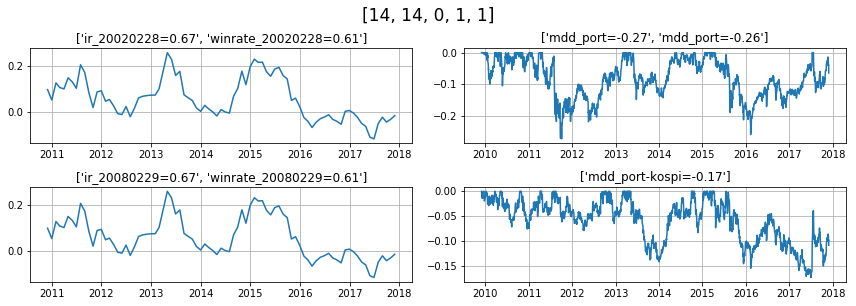 [14, 14, 0, 1, 1]
['ir_20020228=0.67', 'winrate_20020228=0.61']
0.2
0.0
2011 2012 2013 2014 2015 2016 2017 2018
['mdd_port=-0.27', 'mdd_port=-0.26']
0.0
−0.1
−0.2
2010 2011 2012 2013 2014 2015 2016 2017 2018
['ir_20080229=0.67', 'winrate_20080229=0.61']
0.2
0.0
2011 2012 2013 2014 2015 2016 2017 2018
['mdd_port-kospi=-0.17']
0.00
−0.05
−0.10
−0.15
2010 2011 2012 2013 2014 2015 2016 2017 2018